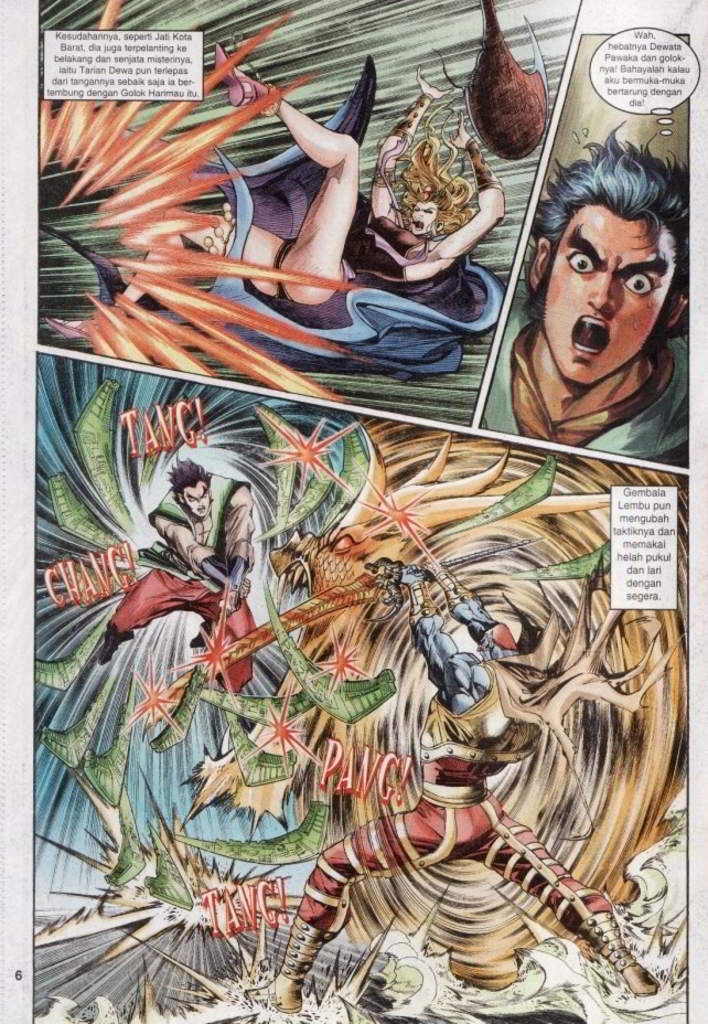 Kesudahannya, seperti Jati Kota
Barat, dia juga terpelanting ke
belakang dan senjata misterinya,
iaitu Tarian Dewa pun terlepas
dari tangannya sebaik saja ia ber-
tembung dengan Golok Harimau itu.
Wah,
hebatnya Dewata
Pawaka dan golok-
nya! Bahayalah kalau
aku bermuka-muka
bertarung dengan
dia!
TANG!
CHANG!
Gembala
Lembu pun
mengubah
taktiknya dan
memakai
helah pukul
dan lari
dengan
segera.
PANG!
TANG!
6